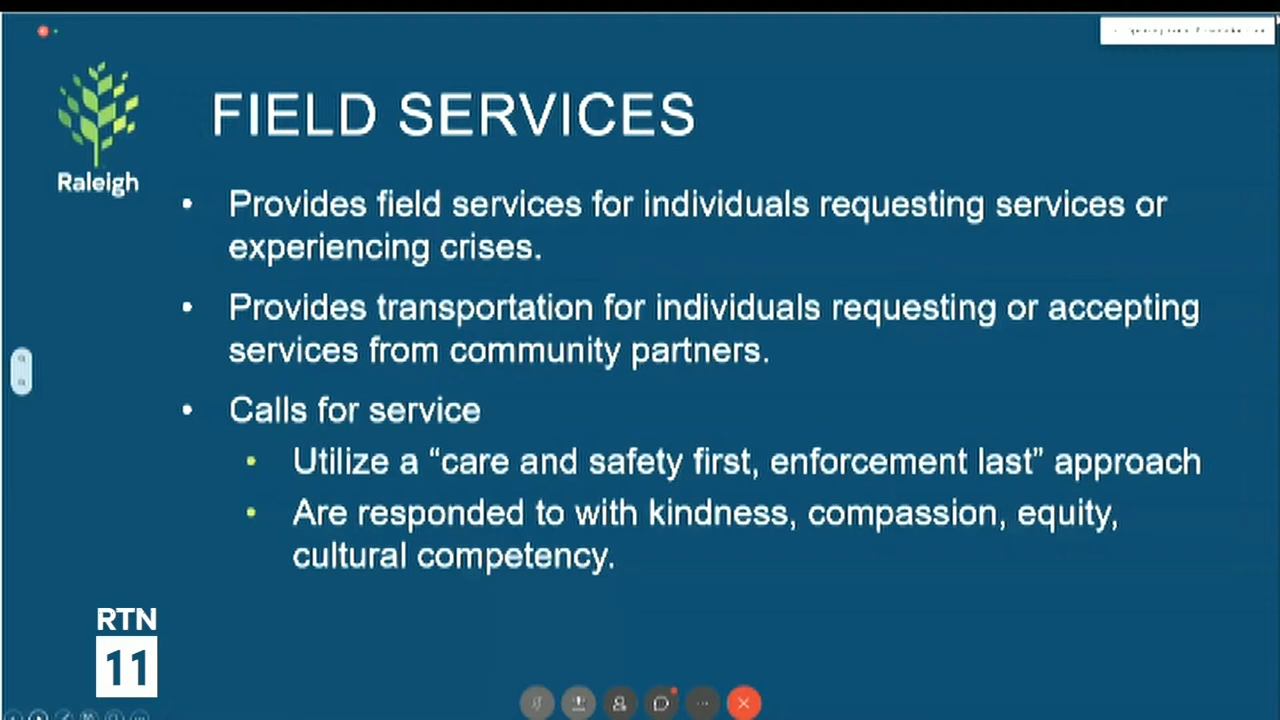 FIELD SERVICES
Raleigh
• Provides field services for individuals requesting services or
experiencing crises.
• Provides transportation for individuals requesting or accepting
services from community partners.
• Calls for service
• Utilize a “care and safety first, enforcement last” approach
• Are responded to with kindness, compassion, equity,
cultural competency.
RTN
11